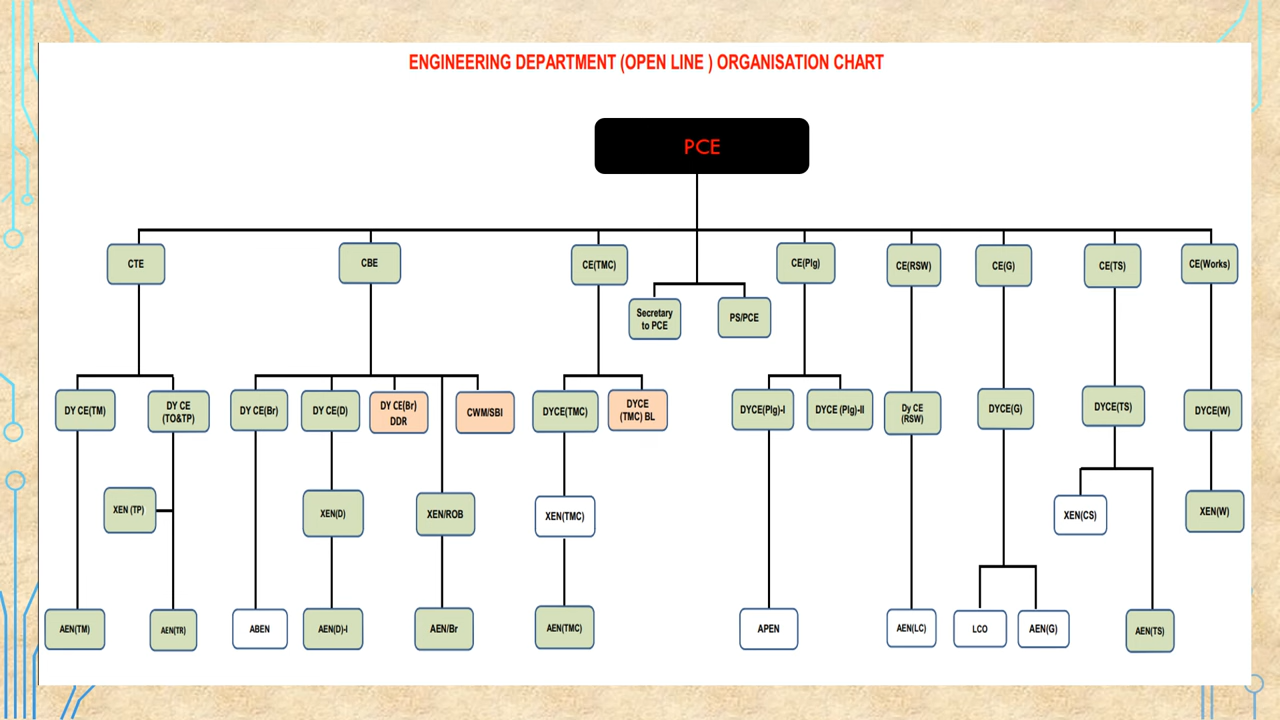 ENGINEERING DEPARTMENT (OPEN LINE ) ORGANISATION CHART
PCE
CTE
CBE
CE(TMC)
CE(Plg)
CE(RSW)
CE(G)
CE(TS)
CE(Works)
Secretary
to PCE
PS/PCE
DY CE(TM)
DY CE
(TO&TP)
DY CE(Br)
DY CE(D)
DY CE(Br)
DDR
CWM/SBI
DYCE(TMC)
DYCE
(TMC) BL
DYCE(Plg)-I
DYCE (Plg)-II
Dy CE
(RSW)
DYCE(G)
DYCE(TS)
DYCE(W)
XEN (TP)
XEN(D)
XEN/ROB
XEN(TMC)
XEN(CS)
XEN(W)
AEN(TM)
AEN(TR)
ABEN
AEN(D)-I
AEN/Br
AEN(TMC)
APEN
AEN(LC)
LCO
AEN(G)
AEN(TS)